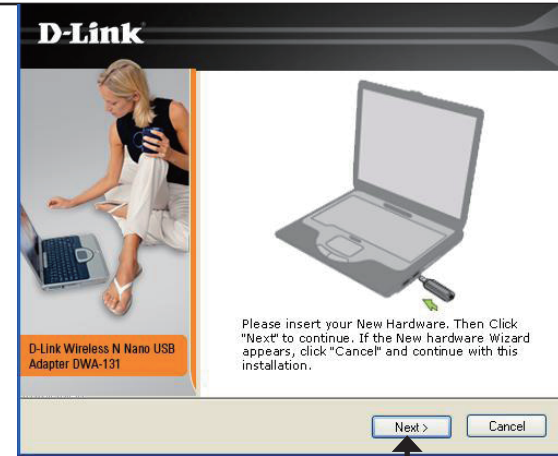 D-Link
Please insert your New Hardware. Then Click
"Next" to continue. If the New hardware Wizard
appears, click "Cancel" and continue with this
installation.
D-Link Wireless N Nano USB
Adapter DWA-131
Next >
Cancel